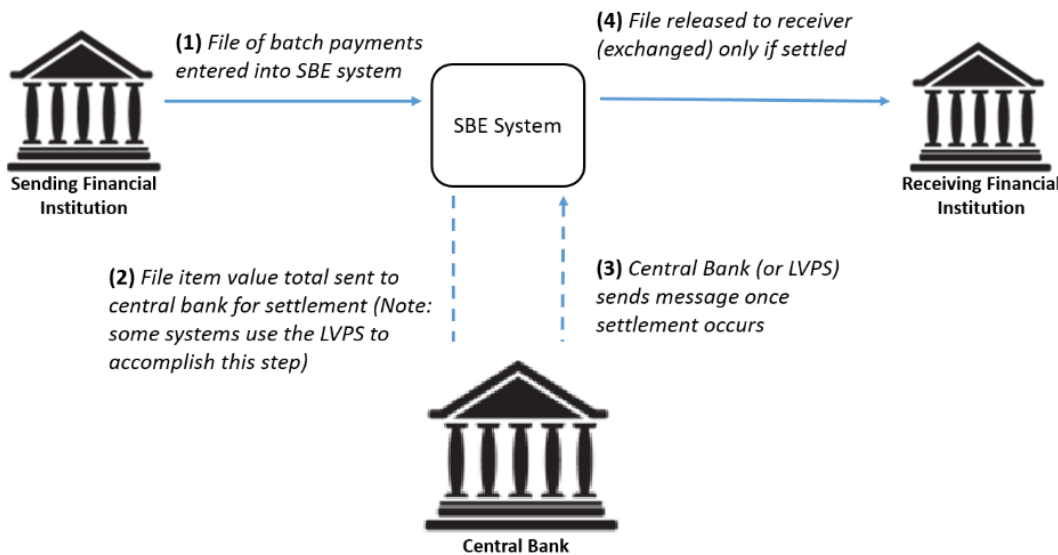 (1) File of batch payments
entered into SBE system
(4) File released to receiver
(exchanged) only if settled
SBE System
Sending Financial
Institution
Receiving Financial
Institution
(2) File item value total sent to
central bank for settlement (Note:
some systems use the LVPS to
accomplish this step)
(3) Central Bank (or LVPS)
sends message once
settlement occurs
Central Bank